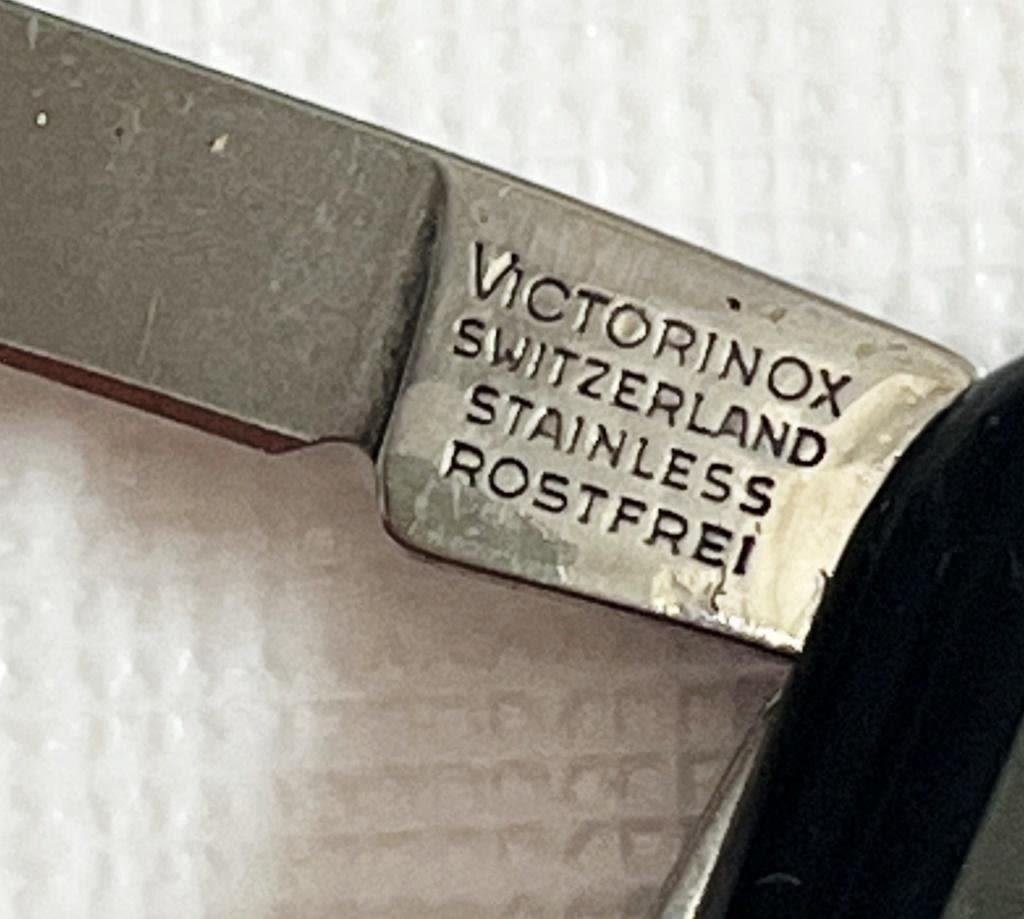 VICTORINOX
SWITZERLAND
STAINLESS
ROSTFREI